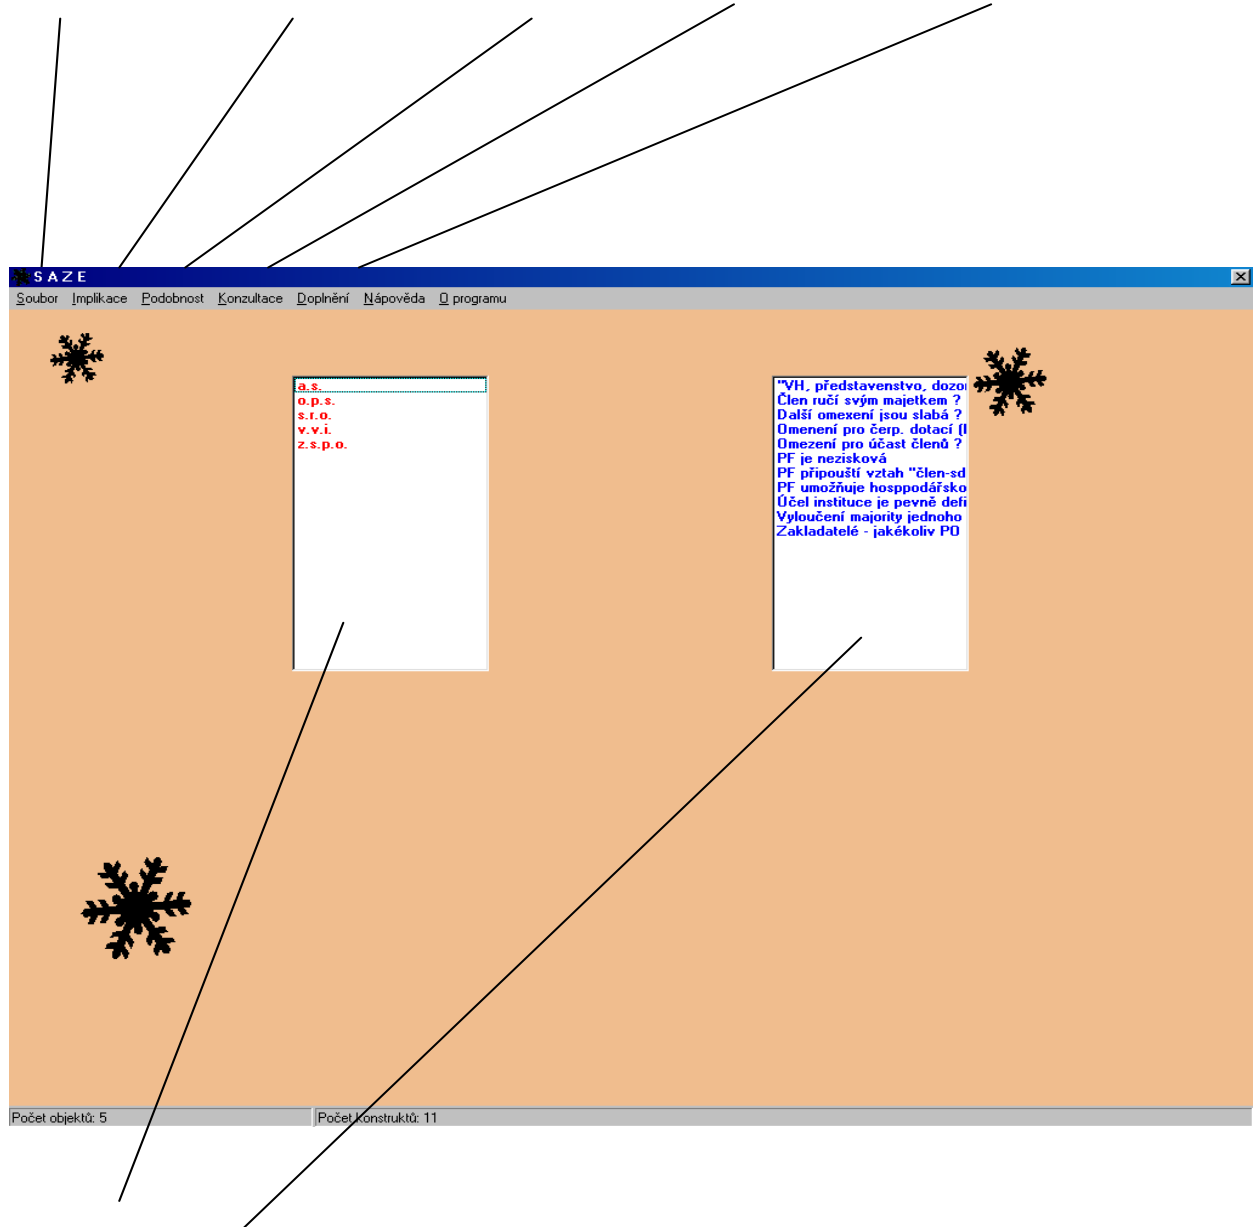 SAZE
Soubor Implikace Podobnost Konzultace Doplnění Nápověda O programu
a.s.
o.p.s.
s.r.o.
v.v.i.
z.s.p.o.
"VH, představenstvo, dozo
Člen ručí svým majetkem ?
Další omexení jsou slabá ?
Omenení pro čerp. dotací (
Omezení pro účast členů ?
PF je nezisková
PF připouští vztah "člen-sd
PF umožňuje hosppodářsko
Účel instituce je pevně defi
Vyloučení majority jednoho
Zakladatelé - jakékoliv PO
Počet objektů: 5
Počet Konstruktů: 11